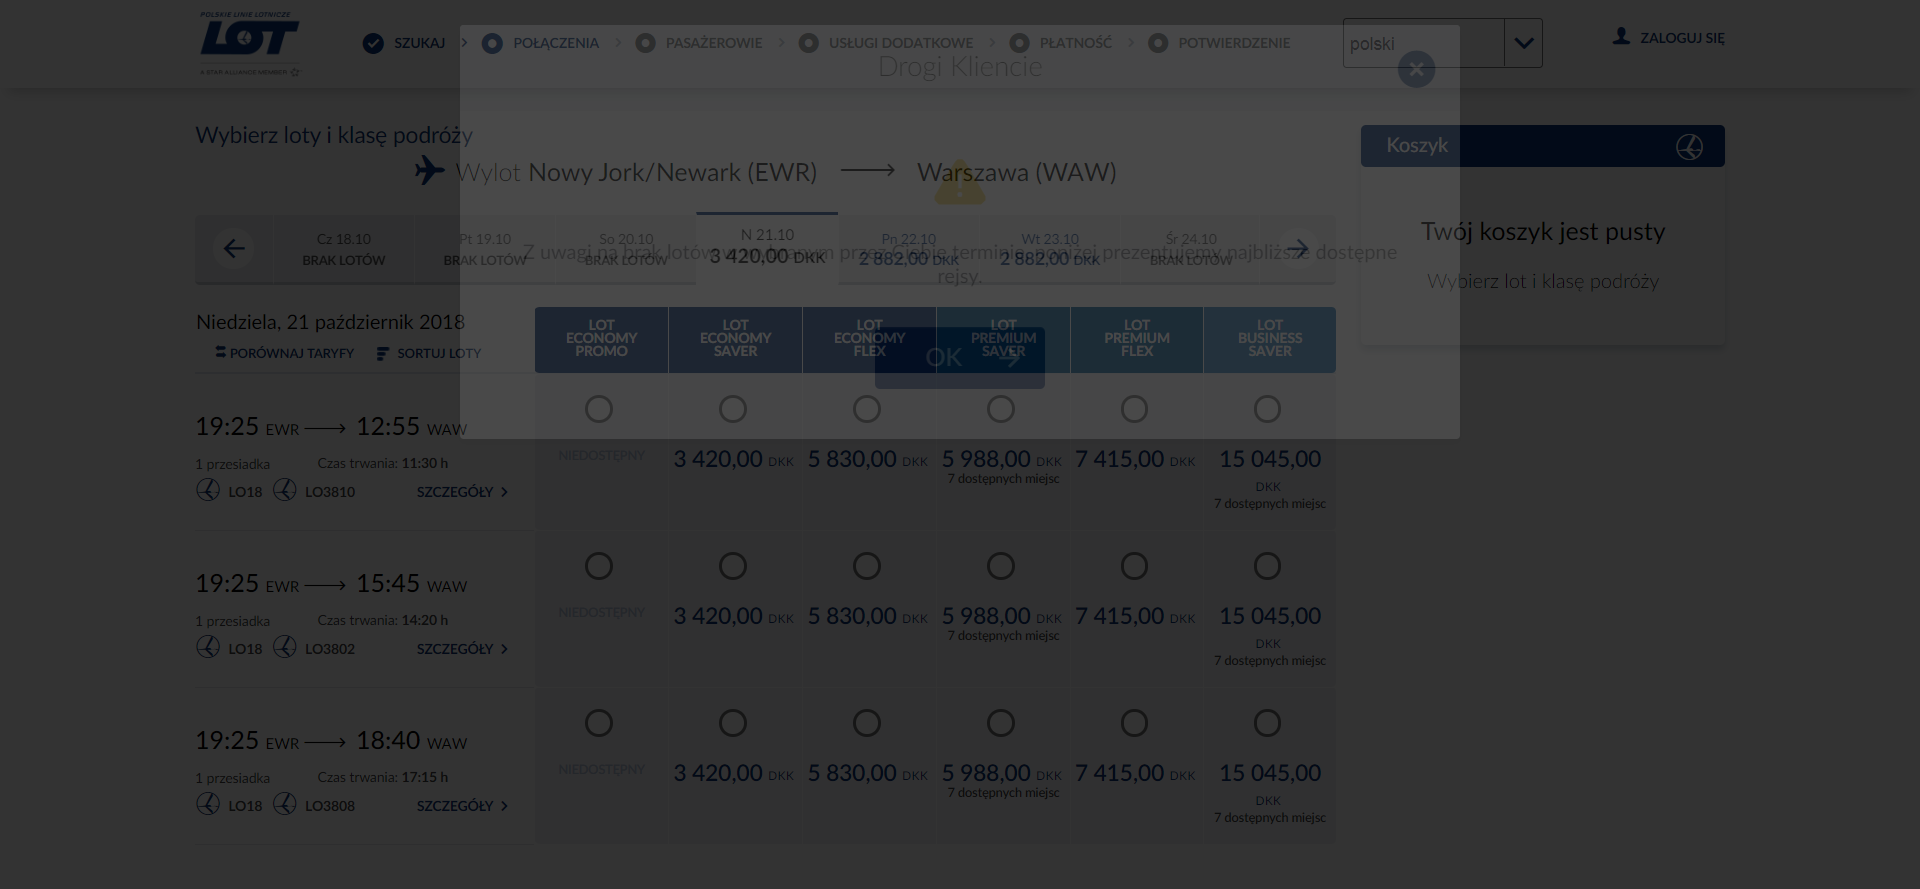 POLSKIE LINIE LOTNICZE
LOT
A STAR ALLIANCE MEMBER
SZUKAJ
POŁĄCZENIA
PASAŻEROWIE
USŁUGI DODATKOWE
PŁATNOŚĆ
POTWIERDZENIE
polski
ZALOGUJ SIĘ
Drogi Kliencie
Wybierz loty i klasę podróży
Koszyk
Wylot Nowy Jork/Newark (EWR) Warszawa (WAW)
Twój koszyk jest pusty
Wybierz lot i klasę podróży
Cz 18.10
BRAK LOTÓW
Pt 19.10
BRAK LOTÓW
So 20.10
BRAK LOTÓW
N 21.10
3 420,00 DKK
Pn 22.10
2 882,00 DKK
Wt 23.10
2 882,00 DKK
Śr 24.10
BRAK LOTÓW
Z uwagi na brak lotów w wybranym przez Ciebie terminie, poniżej prezentujemy najbliższe dostępne
rejsy.
OK
Niedziela, 21 październik 2018
PORÓWNAJ TARYFY
SORTUJ LOTY
LOT
ECONOMY
PROMO
LOT
ECONOMY
SAVER
LOT
ECONOMY
FLEX
LOT
PREMIUM
SAVER
LOT
PREMIUM
FLEX
LOT
BUSINESS
SAVER
19:25 EWR 12:55 WAW
1 przesiadka Czas trwania: 11:30 h
LO18 LO3810 SZCZEGÓŁY
NIEDOSTĘPNY
3 420,00 DKK
5 830,00 DKK
5 988,00 DKK
7 dostępnych miejsc
7 415,00 DKK
15 045,00
DKK
7 dostępnych miejsc
19:25 EWR 15:45 WAW
1 przesiadka Czas trwania: 14:20 h
LO18 LO3802 SZCZEGÓŁY
NIEDOSTĘPNY
3 420,00 DKK
5 830,00 DKK
5 988,00 DKK
7 dostępnych miejsc
7 415,00 DKK
15 045,00
DKK
7 dostępnych miejsc
19:25 EWR 18:40 WAW
1 przesiadka Czas trwania: 17:15 h
LO18 LO3808 SZCZEGÓŁY
NIEDOSTĘPNY
3 420,00 DKK
5 830,00 DKK
5 988,00 DKK
7 dostępnych miejsc
7 415,00 DKK
15 045,00
DKK
7 dostępnych miejsc